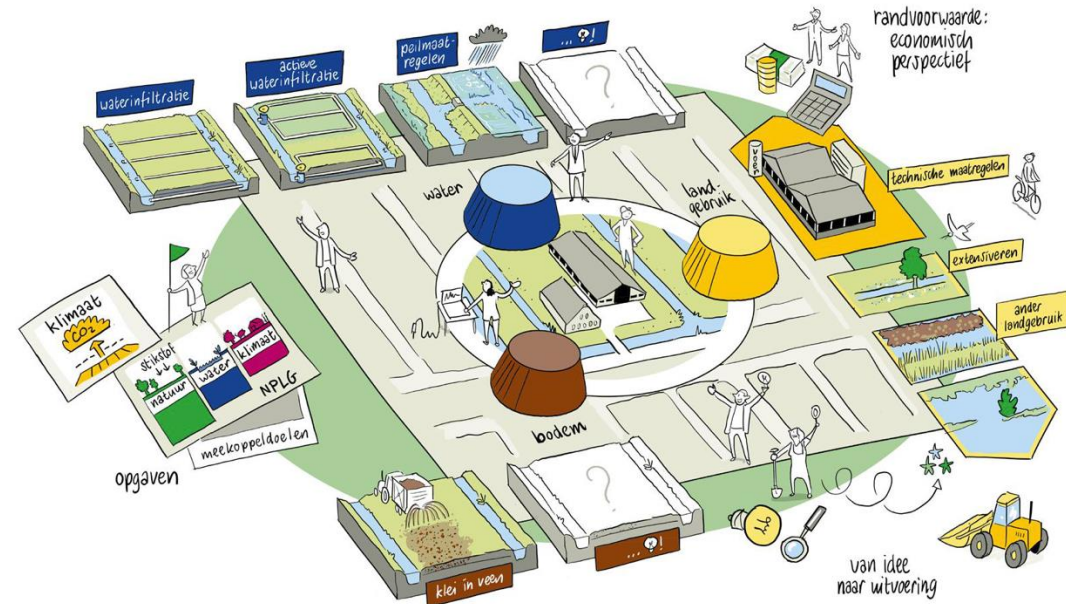 waterinfiltratie
actieve
waterinfiltratie
peilmaat-
regelen
... !
?
randvoorwaarde:
economisch
perspectief
water
land-
gebruik
voer
technische maatregelen
extensiveren
ander
landgebruik
klimaat
CO2
stikstof
natuur
water
klimaat
NPLG
meekoppeldoelen
opgaven
bodem
klei in veen
?
... !
van idee
naar uitvoering